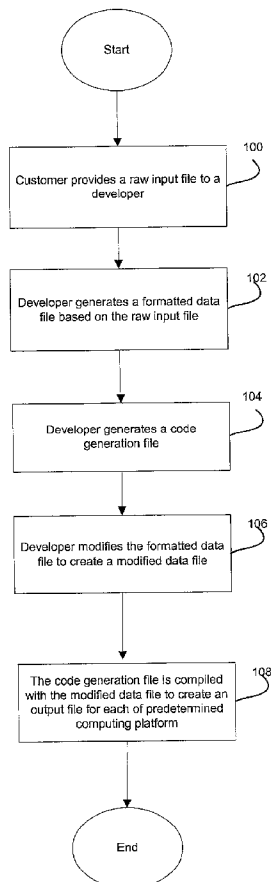 Start
100
Customer provides a raw input file to a
developer
102
Developer generates a formatted data
file based on the raw input file
104
Developer generates a code
generation file
106
Developer modifies the formatted data
file to create a modified data file
108
The code generation file is compiled
with the modified data file to create an
output file for each of predetermined
computing platform
End